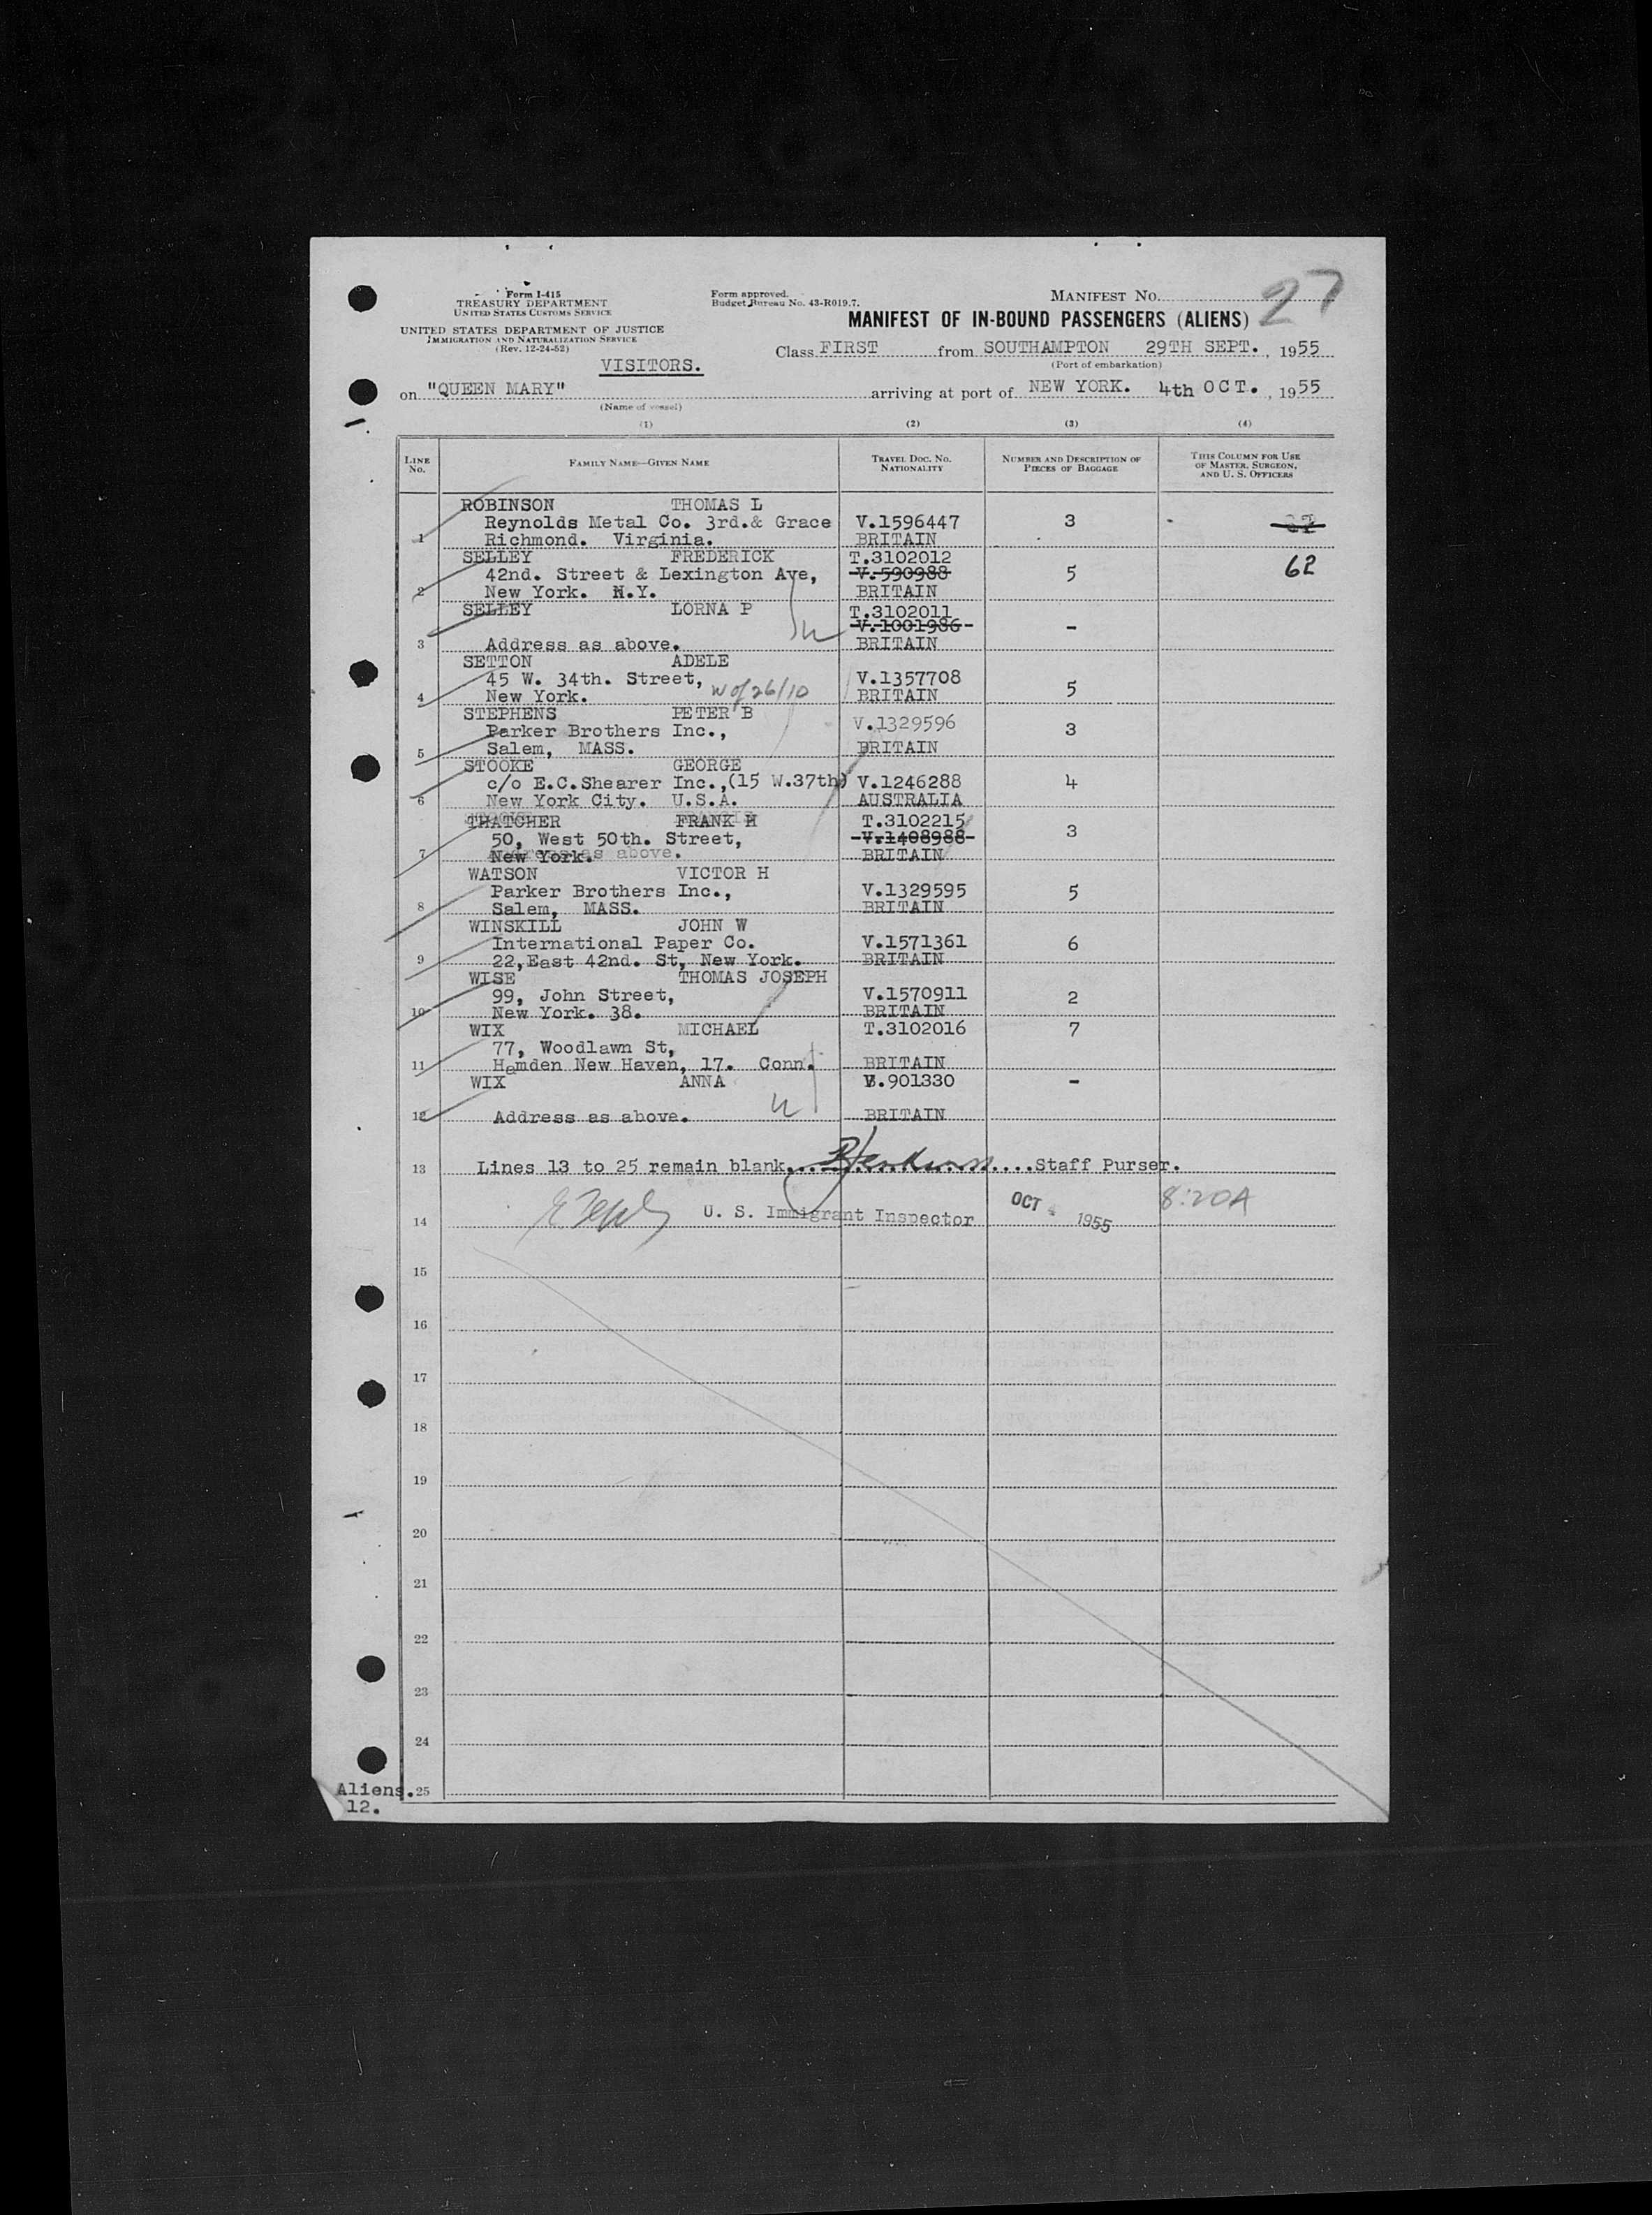 Form I-415
TREASURY DEPARTMENT
UNITED STATES CUSTOMS SERVICE
UNITED STATES DEPARTMENT OF JUSTICE
IMMIGRATION AND NATURALIZATION SERVICE
(Rev. 12-24-52)
Form approved.
Budget Bureau No. 43-R019.7.
MANIFEST No. 27
MANIFEST OF IN-BOUND PASSENGERS (ALIENS)
Class FIRST from SOUTHAMPTON 29TH SEPT., 1955
(Port of embarkation)
VISITORS.
on "QUEEN MARY" arriving at port of NEW YORK. 4th OCT., 1955
(Name of vessel)
(1) (2) (3) (4)
LINE No. FAMILY NAME—GIVEN NAME TRAVEL DOC. No. NATIONALITY NUMBER AND DESCRIPTION OF PIECES OF BAGGAGE THIS COLUMN FOR USE OF MASTER, SURGEON, AND U. S. OFFICERS
ROBINSON THOMAS L
Reynolds Metal Co. 3rd.& Grace V.1596447 3
1 Richmond. Virginia. BRITAIN
SELLEY FREDERICK T.3102012
42nd. Street & Lexington Ave, V.590988 5 62
2 New York. N.Y. BRITAIN
SELLEY LORNA P T.3102011
V.1001986 -
3 Address as above. BRITAIN
SETTON ADELE
45 W. 34th. Street, V.1357708 5
4 New York. W of 26/10 BRITAIN
STEPHENS PETER B
Parker Brothers Inc., V.1329596 3
5 Salem, MASS. BRITAIN
STOOKE GEORGE
c/o E.C.Shearer Inc.,(15 W.37th) V.1246288 4
6 New York City. U.S.A. AUSTRALIA
THATCHER FRANK H T.3102215
50, West 50th. Street, V.1408988 3
7 New York. as above. BRITAIN
WATSON VICTOR H
Parker Brothers Inc., V.1329595 5
8 Salem, MASS. BRITAIN
WINSKILL JOHN W
International Paper Co. V.1571361 6
9 22,East 42nd. St, New York. BRITAIN
WISE THOMAS JOSEPH
99, John Street, V.1570911 2
10 New York. 38. BRITAIN
WIX MICHAEL T.3102016 7
77, Woodlawn St,
11 Hamden New Haven, 17. Conn. BRITAIN
WIX ANNA V.901330 -
12 Address as above. BRITAIN
13 Lines 13 to 25 remain blank. ....Staff Purser.
14 U. S. Immigrant Inspector OCT 1955 8:20A
15
16
17
18
19
20
21
22
23
24
Aliens. 25
12.